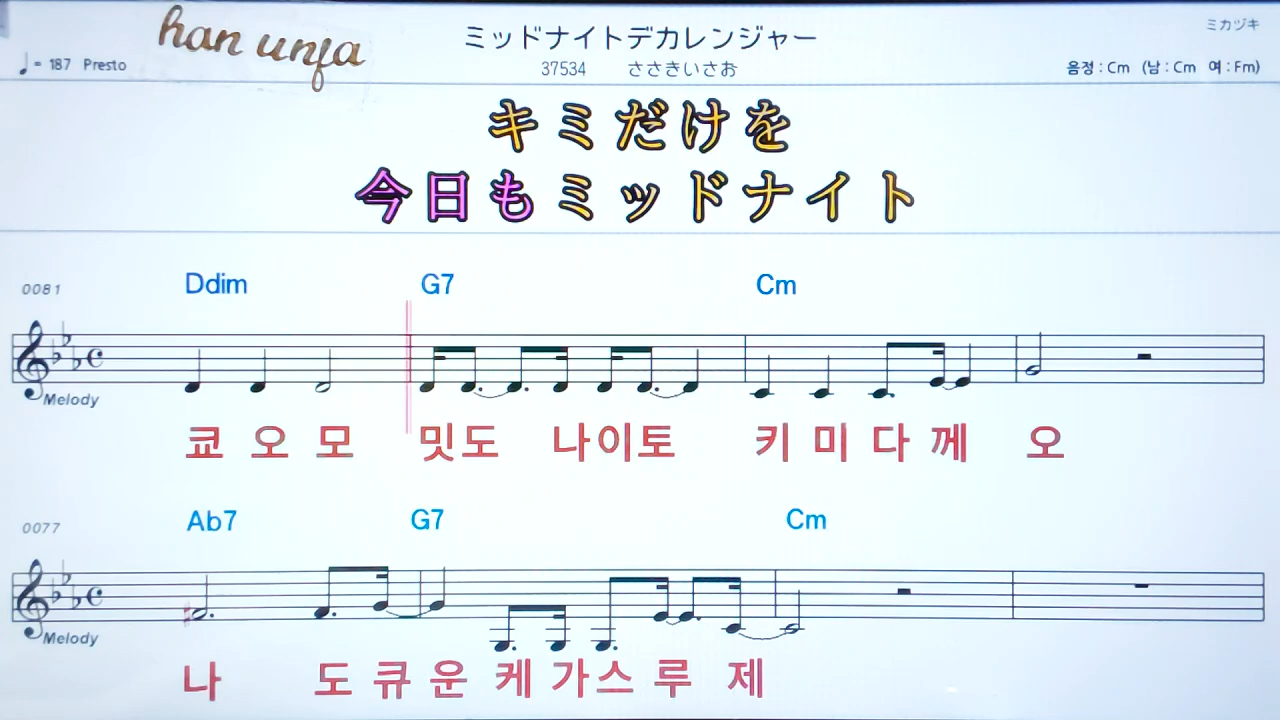 han unfa
ミッドナイトデカレンジャー
ミカヅキ
♩= 187 Presto
37534 ささきいさお
음정 : Cm (남 : Cm 여 : Fm)
キミだけを
今日もミッドナイト
0081 Ddim G7 Cm
Melody
쿄 오 모 밋도 나이토 키 미 다 께 오
0077 Ab7 G7 Cm
Melody
나 도 큐 운 케 가스 루 제